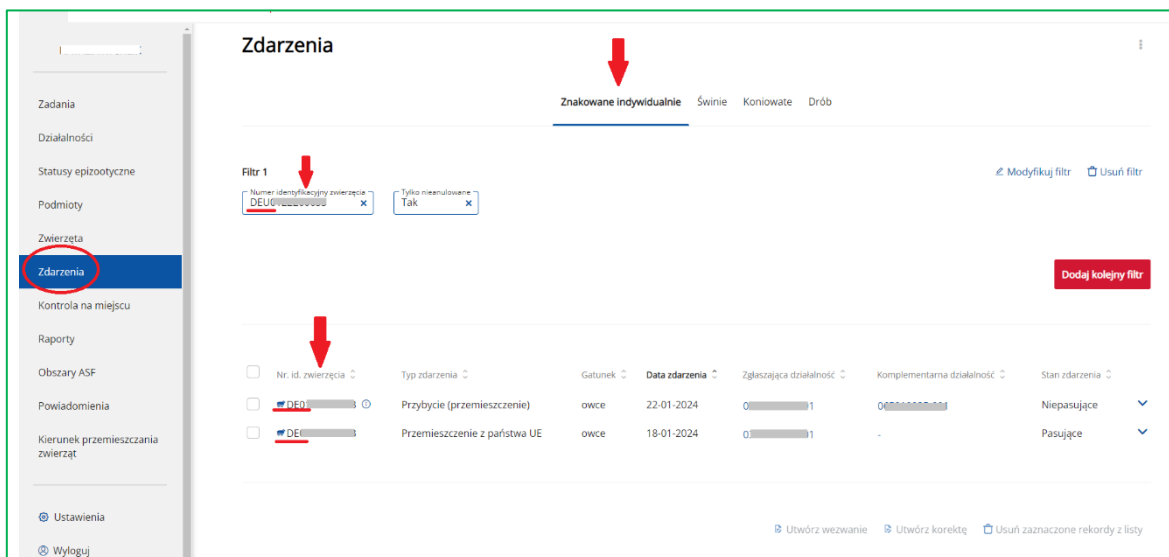 Zdarzenia
Zadania
Działalności
Statusy epizootyczne
Podmioty
Zwierzęta
Zdarzenia
Kontrola na miejscu
Raporty
Obszary ASF
Powiadomienia
Kierunek przemieszczania
zwierząt
Ustawienia
Wyloguj
Znakowane indywidualnie Świnie Koniowate Drób
Filtr 1
Modyfikuj filtr Usuń filtr
Numer identyfikacyjny zwierzęcia Tylko nieanulowane
Tak
Dodaj kolejny filtr
Nr. id. zwierzęcia Typ zdarzenia Gatunek Data zdarzenia Zgłaszająca działalność Komplementarna działalność Stan zdarzenia
Przybycie (przemieszczenie) owce 22-01-2024 Niepasujące
Przemieszczenie z państwa UE owce 18-01-2024 - Pasujące
Utwórz wezwanie Utwórz korektę Usuń zaznaczone rekordy z listy